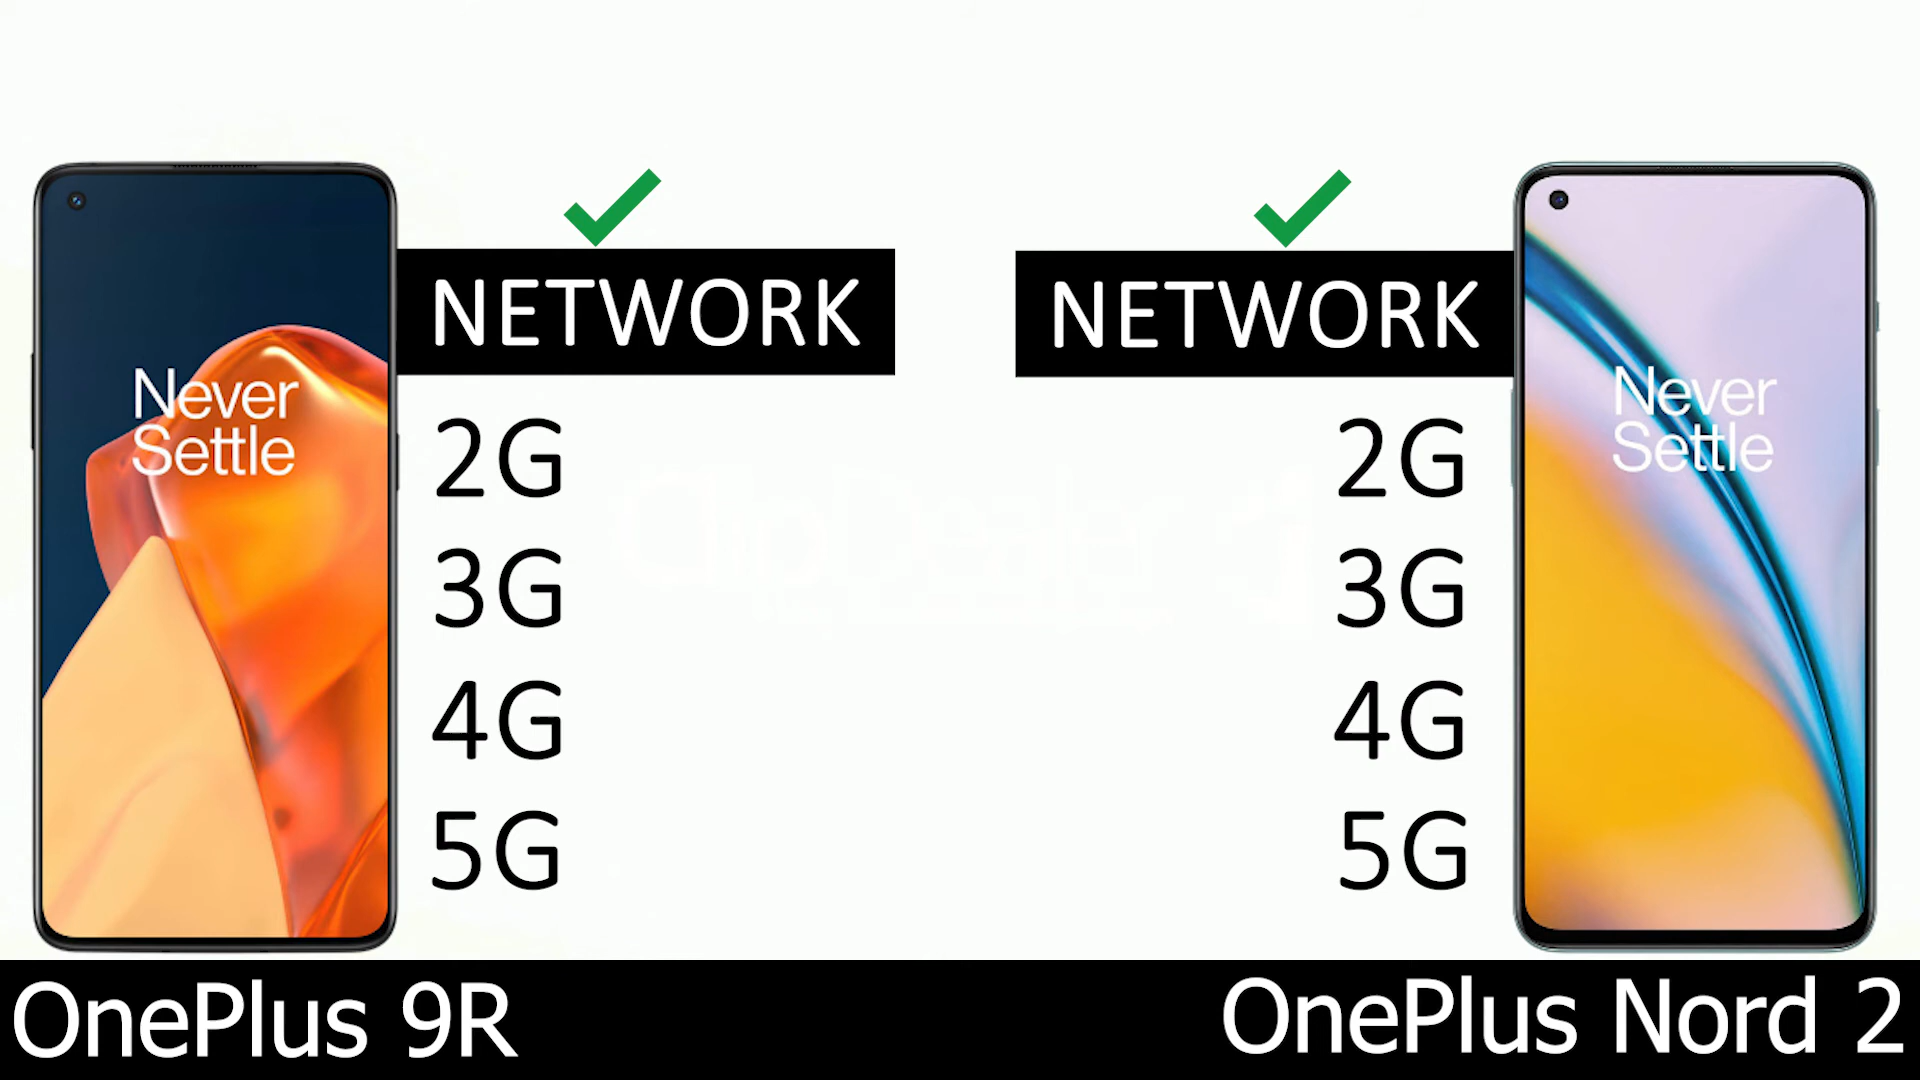 Never
Settle
NETWORK
2G
3G
4G
5G
NETWORK
2G
3G
4G
5G
Never
Settle
ClipDealer
OnePlus 9R
OnePlus Nord 2